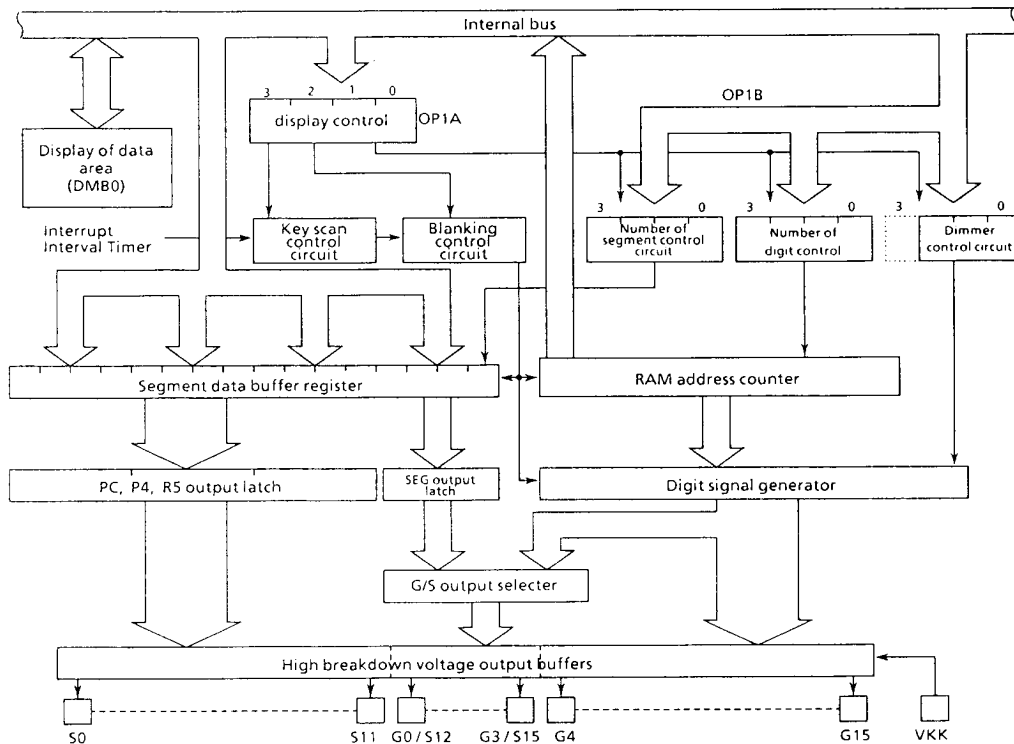 Internal bus
3 2 1 0
display control
OP1A
OP1B
Display of data
area
(DMB0)
Interrupt
Interval Timer
Key scan
control
circuit
Blanking
control
circuit
3 0
Number of
segment control
circuit
3 0
Number of
digit control
3 0
Dimmer
control circuit
Segment data buffer register
RAM address counter
PC, P4, R5 output latch
SEG output
latch
Digit signal generator
G/S output selecter
High breakdown voltage output buffers
S0 S11 G0/S12 G3/S15 G4 G15 VKK